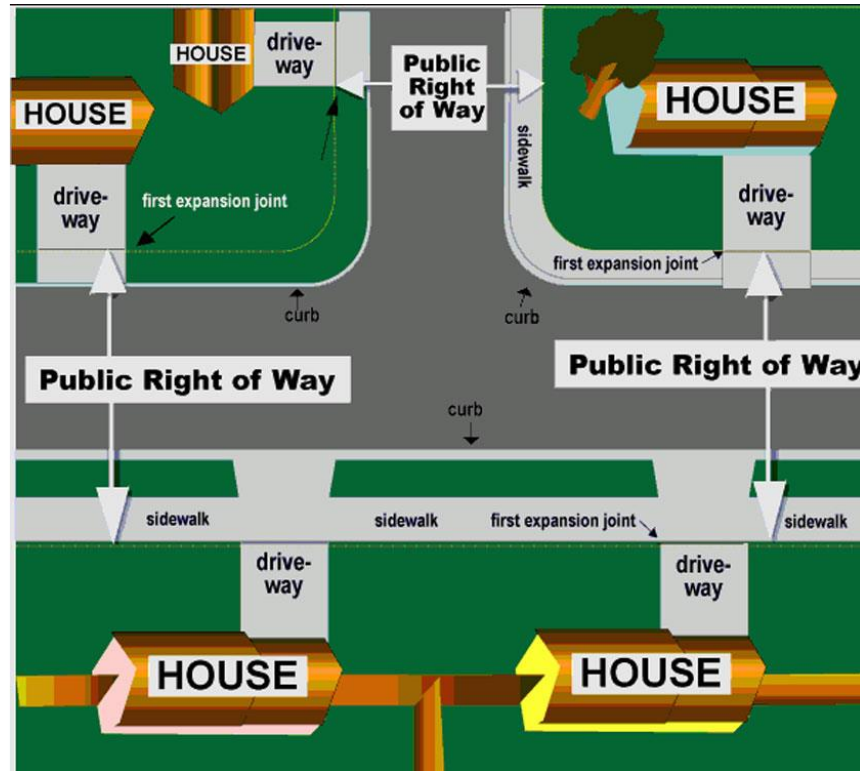 HOUSE
drive-
way
Public
Right
of Way
HOUSE
HOUSE
sidewalk
drive-
way
first expansion joint
drive-
way
first expansion joint
curb
curb
Public Right of Way
Public Right of Way
curb
sidewalk
sidewalk
first expansion joint
sidewalk
drive-
way
drive-
way
HOUSE
HOUSE